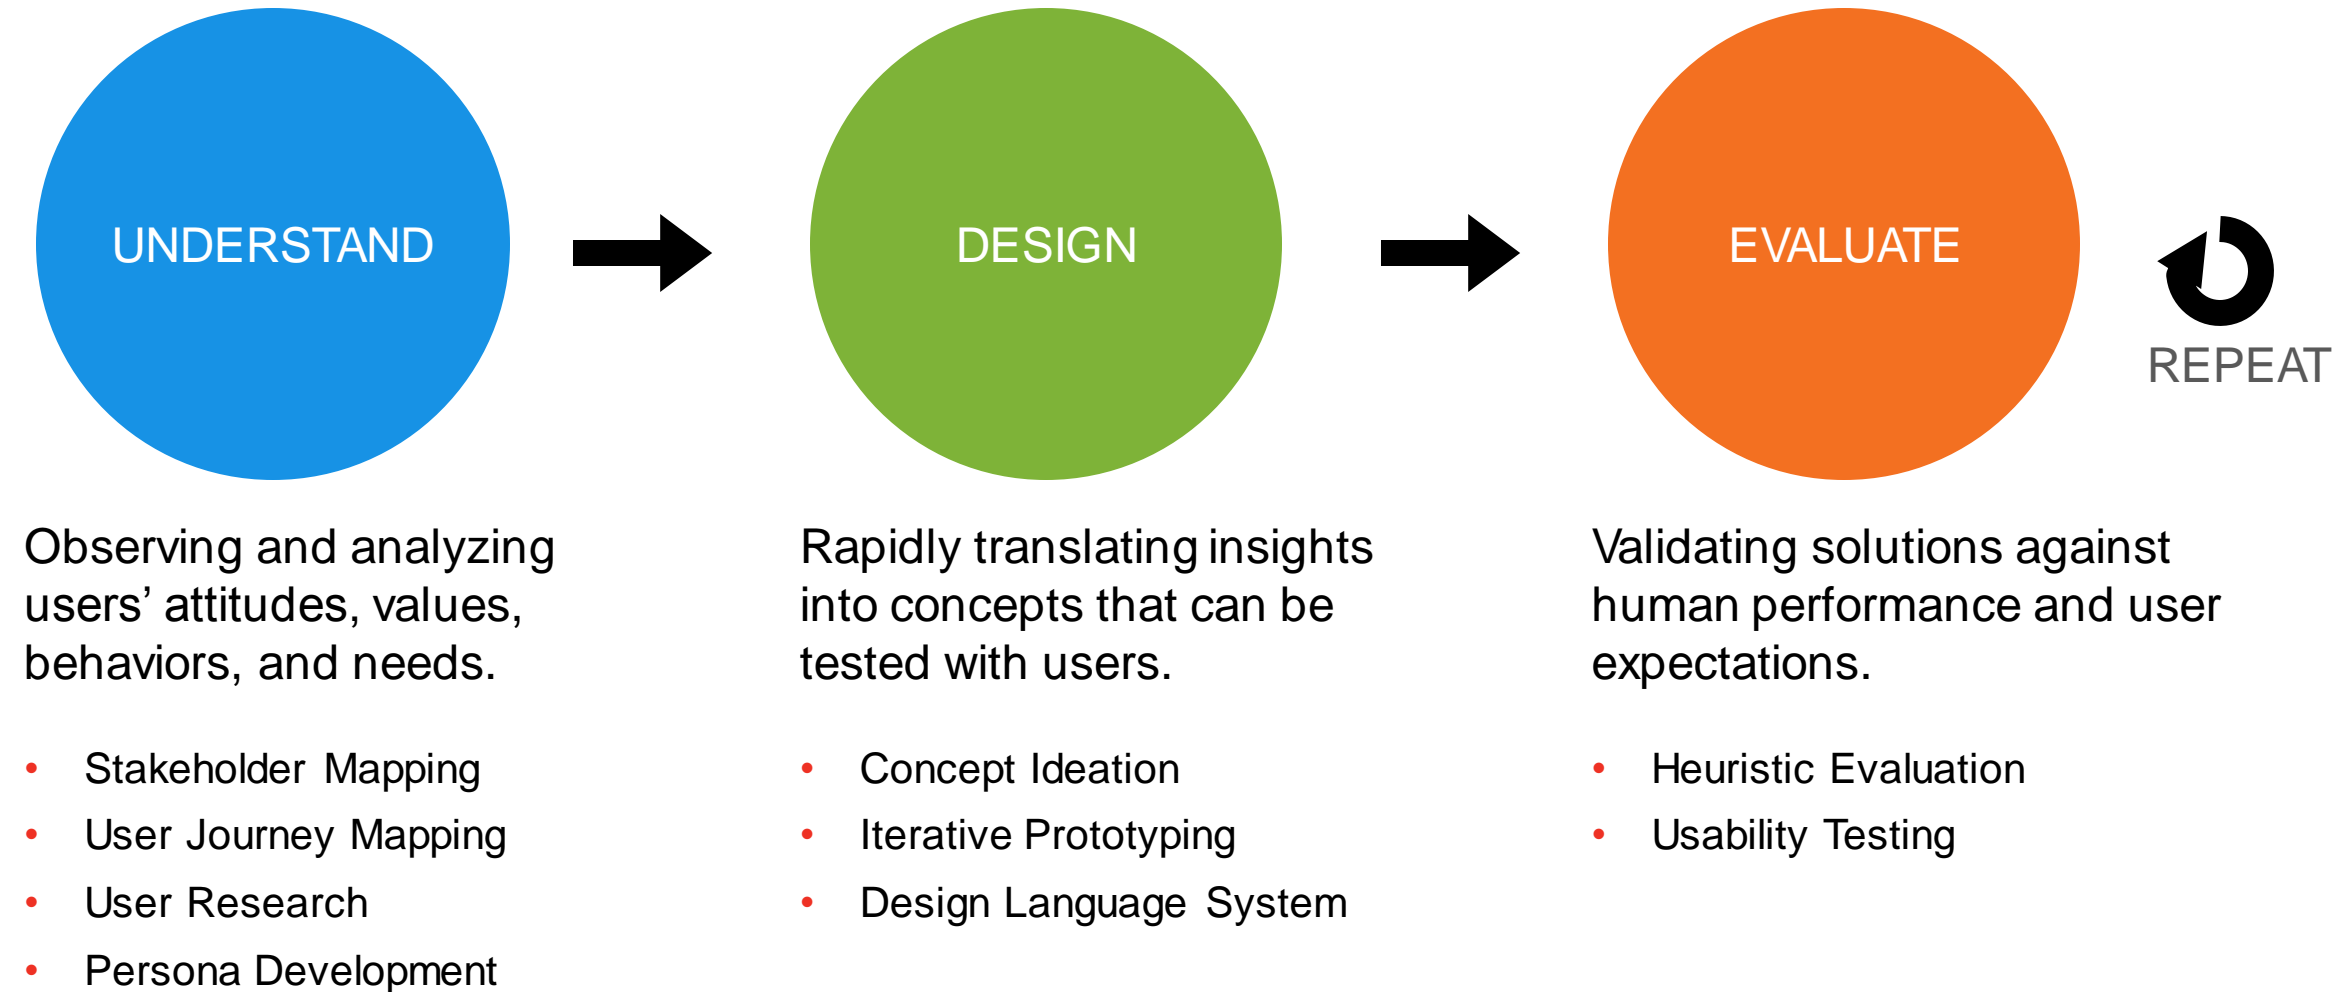 UNDERSTAND
DESIGN
EVALUATE
REPEAT
Observing and analyzing
users’ attitudes, values,
behaviors, and needs.
• Stakeholder Mapping
• User Journey Mapping
• User Research
• Persona Development
Rapidly translating insights
into concepts that can be
tested with users.
• Concept Ideation
• Iterative Prototyping
• Design Language System
Validating solutions against
human performance and user
expectations.
• Heuristic Evaluation
• Usability Testing